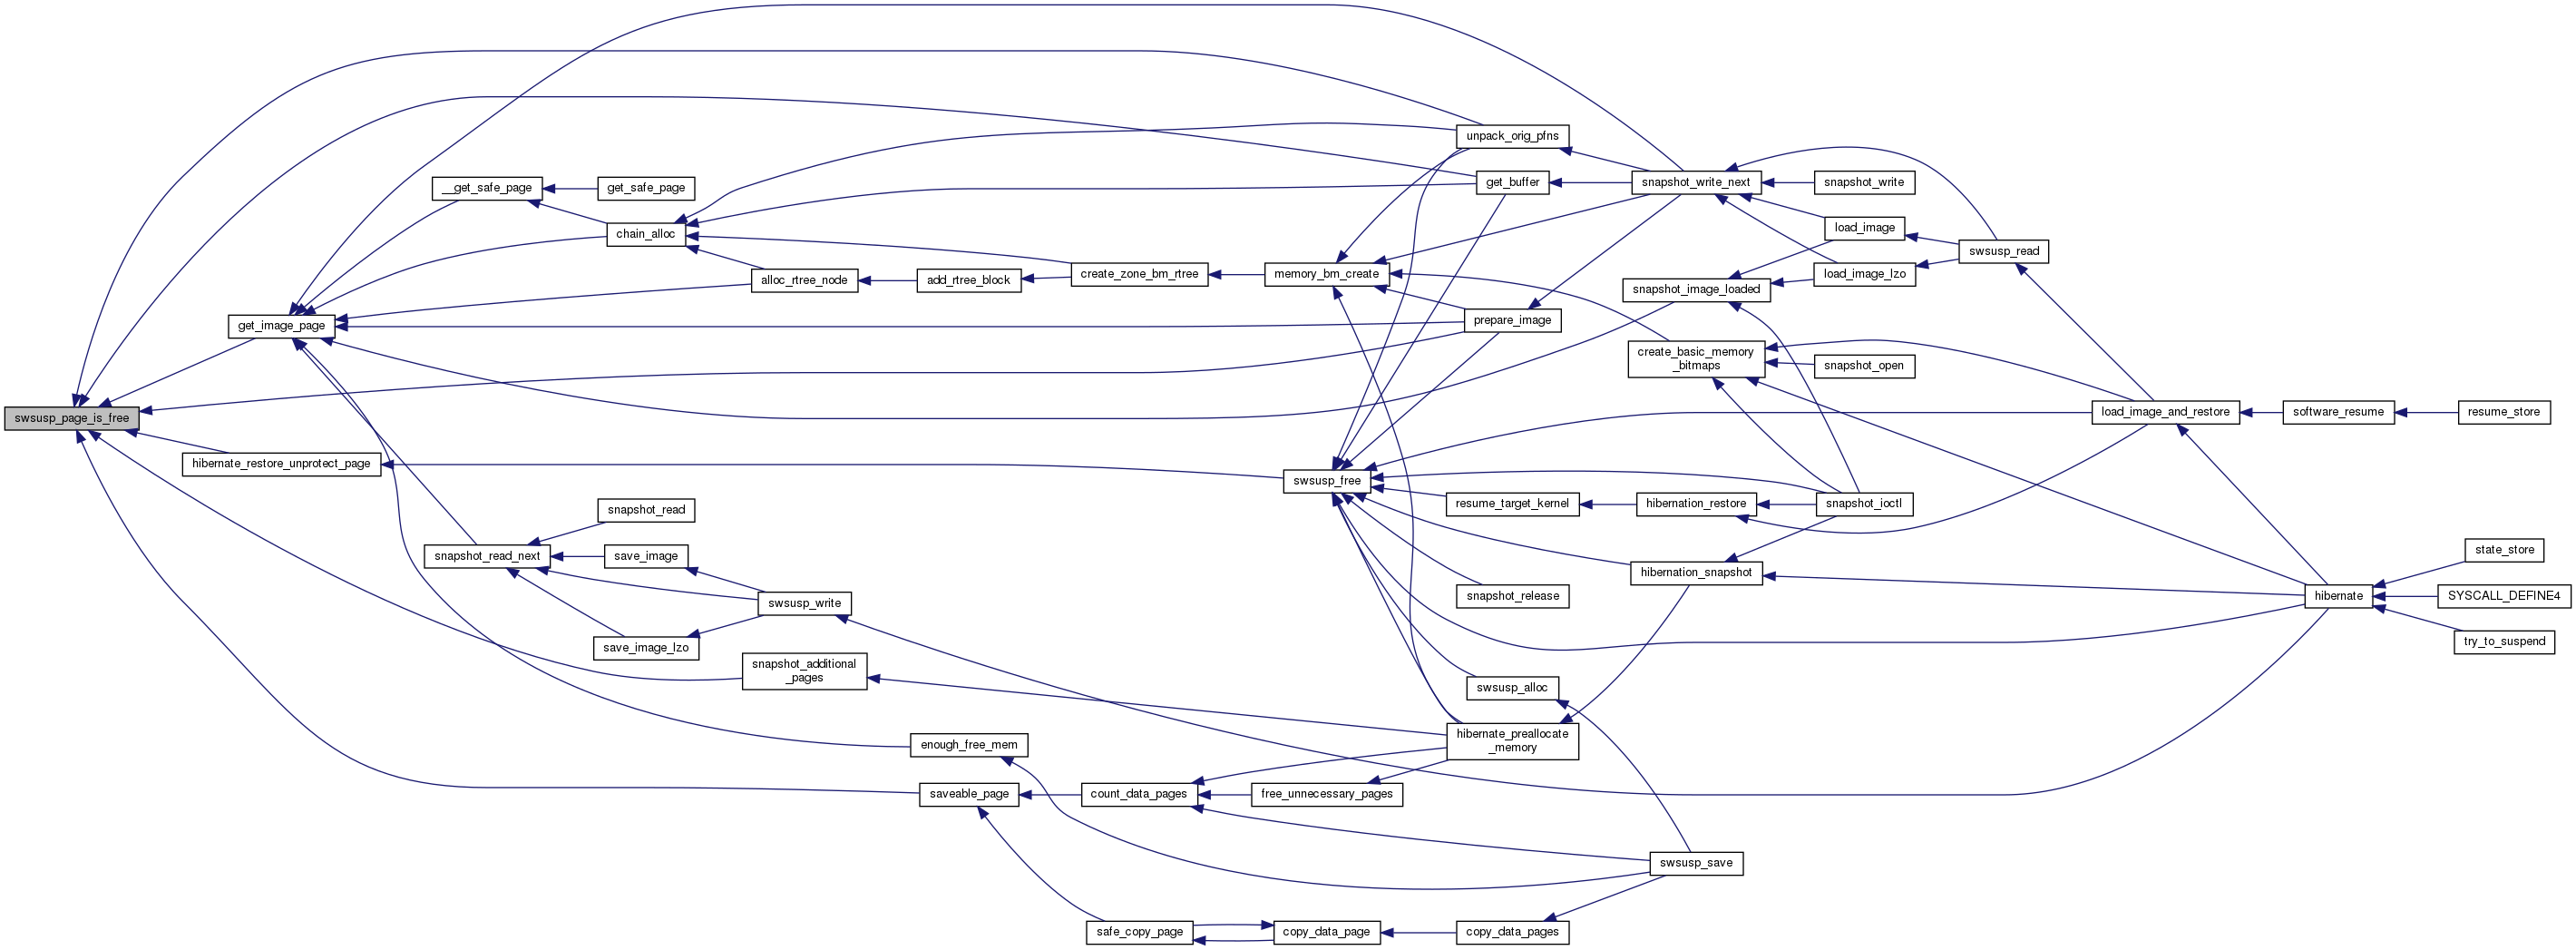 swsusp_page_is_free
get_image_page
hibernate_restore_unprotect_page
__get_safe_page
get_safe_page
chain_alloc
alloc_rtree_node
add_rtree_block
create_zone_bm_rtree
memory_bm_create
unpack_orig_pfns
get_buffer
prepare_image
snapshot_write_next
snapshot_write
load_image
load_image_lzo
swsusp_read
snapshot_image_loaded
create_basic_memory
_bitmaps
snapshot_open
load_image_and_restore
software_resume
resume_store
swsusp_free
resume_target_kernel
hibernation_restore
snapshot_ioctl
hibernation_snapshot
snapshot_release
snapshot_read
snapshot_read_next
save_image
swsusp_write
save_image_lzo
snapshot_additional
_pages
hibernate
state_store
SYSCALL_DEFINE4
try_to_suspend
swsusp_alloc
hibernate_preallocate
_memory
enough_free_mem
saveable_page
count_data_pages
free_unnecessary_pages
swsusp_save
safe_copy_page
copy_data_page
copy_data_pages